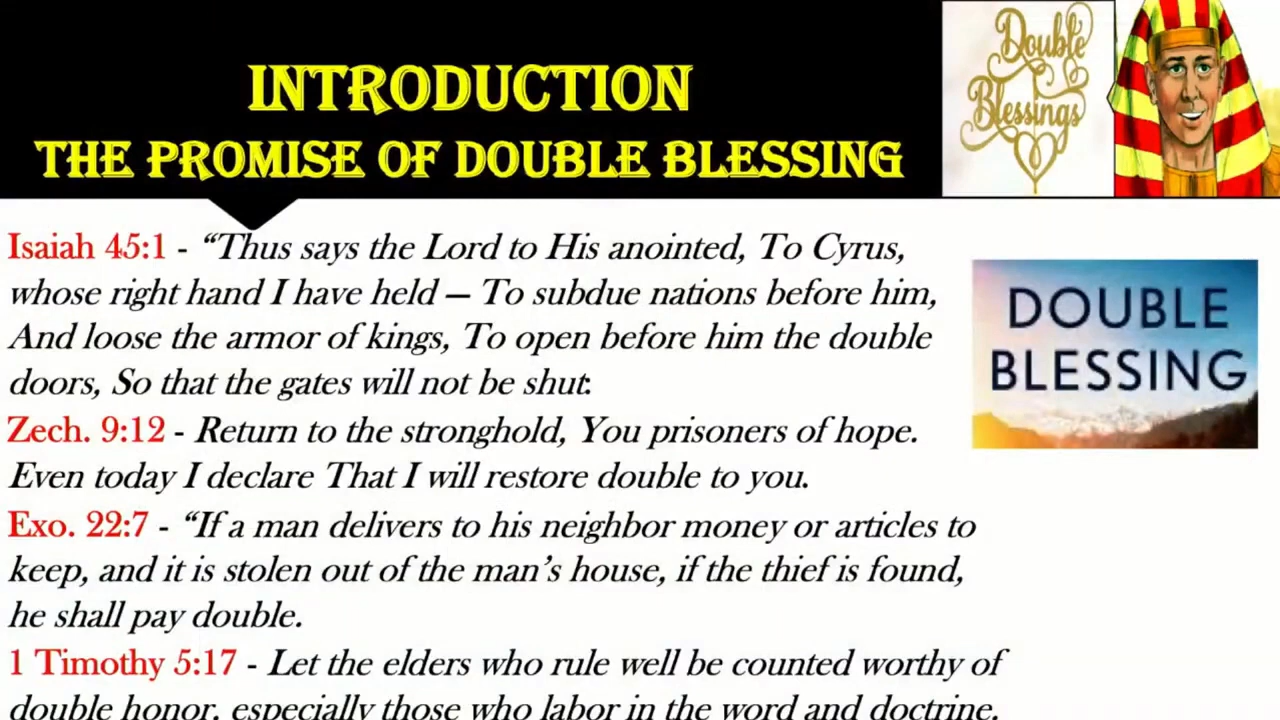 INTRODUCTION
THE PROMISE OF DOUBLE BLESSING
Double
Blessings
Isaiah 45:1 - “Thus says the Lord to His anointed, To Cyrus,
whose right hand I have held – To subdue nations before him,
And loose the armor of kings, To open before him the double
doors, So that the gates will not be shut:
DOUBLE
BLESSING
Zech. 9:12 - Return to the stronghold, You prisoners of hope.
Even today I declare That I will restore double to you.
Exo. 22:7 - “If a man delivers to his neighbor money or articles to
keep, and it is stolen out of the man’s house, if the thief is found,
he shall pay double.
1 Timothy 5:17 - Let the elders who rule well be counted worthy of
double honor, especially those who labor in the word and doctrine.